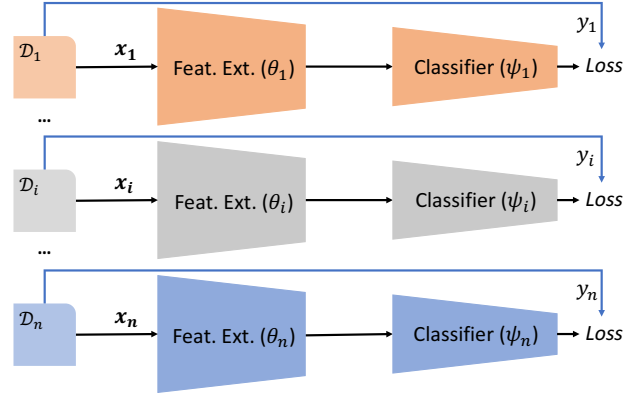 y₁
𝒟₁ x₁ Feat. Ext. (θ₁) Classifier (ψ₁) Loss
...
yᵢ
𝒟ᵢ xᵢ Feat. Ext. (θᵢ) Classifier (ψᵢ) Loss
...
yₙ
𝒟ₙ xₙ Feat. Ext. (θₙ) Classifier (ψₙ) Loss